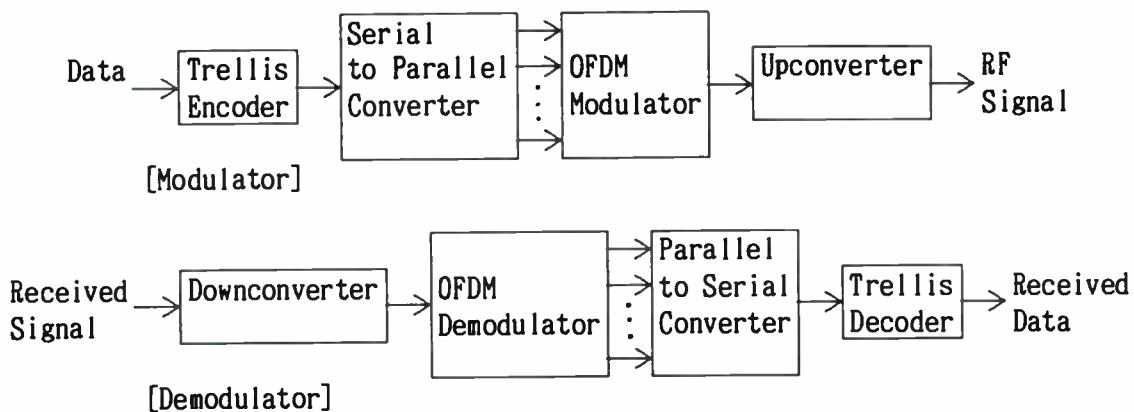 Data
Trellis
Encoder
Serial
to Parallel
Converter
OFDM
Modulator
Upconverter
RF
Signal
[Modulator]
Received
Signal
Downconverter
OFDM
Demodulator
Parallel
to Serial
Converter
Trellis
Decoder
Received
Data
[Demodulator]